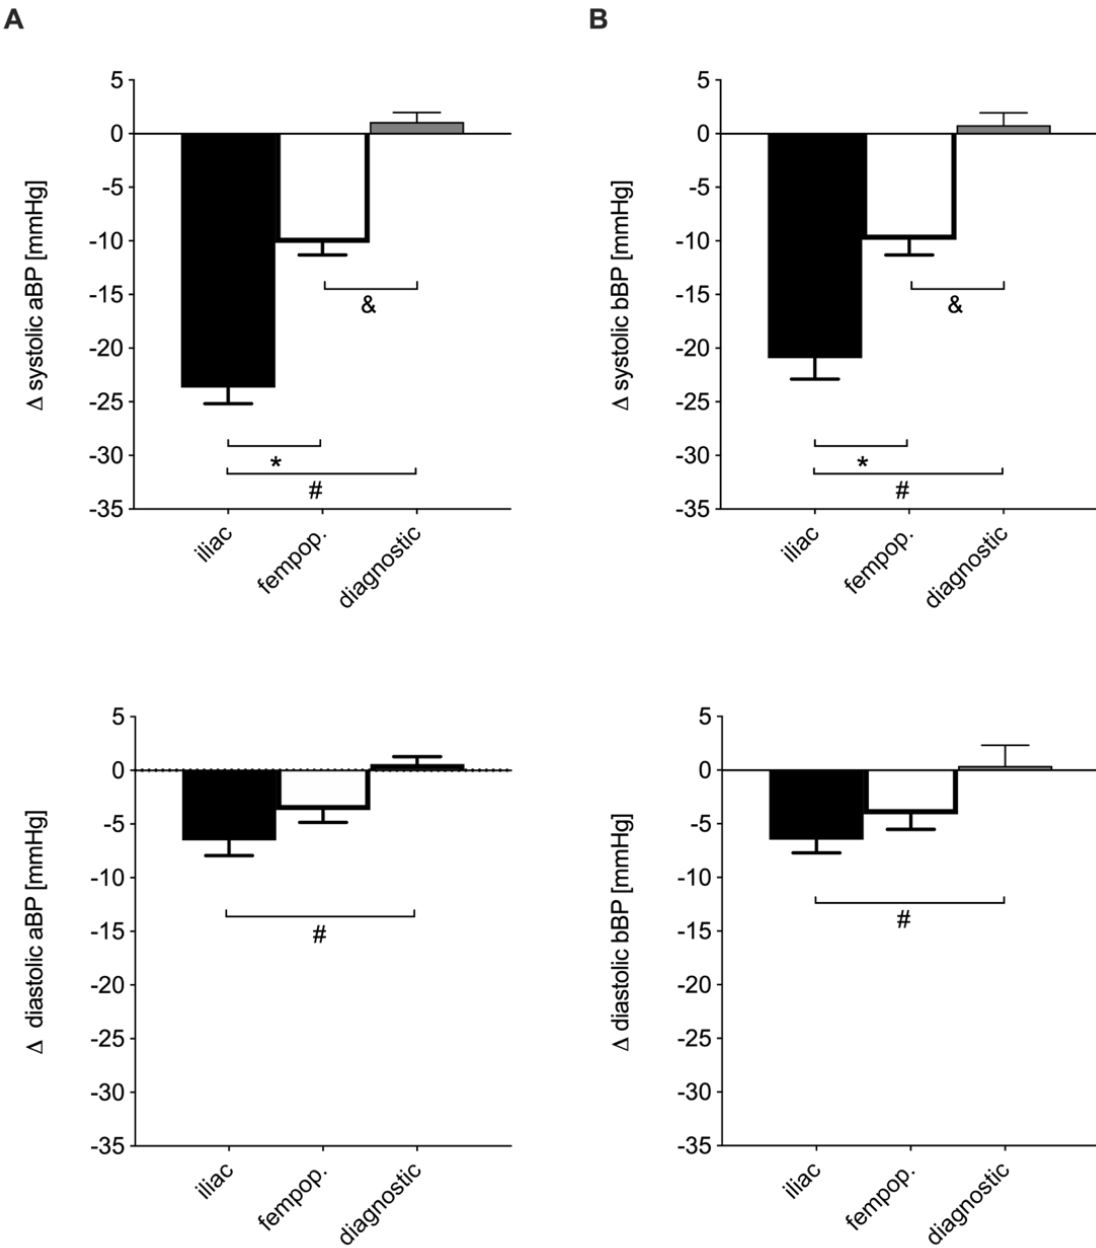 A
Δ systolic aBP [mmHg]
5
0
-5
-10
-15
-20
-25
-30
-35
&
*
#
iliac
fempop.
diagnostic
B
Δ systolic bBP [mmHg]
5
0
-5
-10
-15
-20
-25
-30
-35
&
*
#
iliac
fempop.
diagnostic
Δ diastolic aBP [mmHg]
5
0
-5
-10
-15
-20
-25
-30
-35
#
iliac
fempop.
diagnostic
Δ diastolic bBP [mmHg]
5
0
-5
-10
-15
-20
-25
-30
-35
#
iliac
fempop.
diagnostic